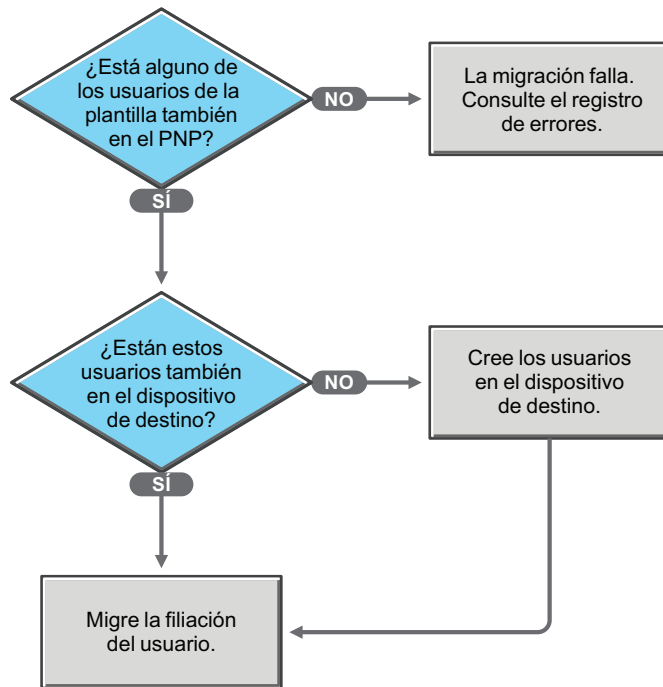 ¿Está alguno de
los usuarios de la
plantilla también
en el PNP?
NO
La migración falla.
Consulte el registro
de errores.
SÍ
¿Están estos
usuarios también
en el dispositivo
de destino?
NO
Cree los usuarios
en el dispositivo
de destino.
SÍ
Migre la filiación
del usuario.